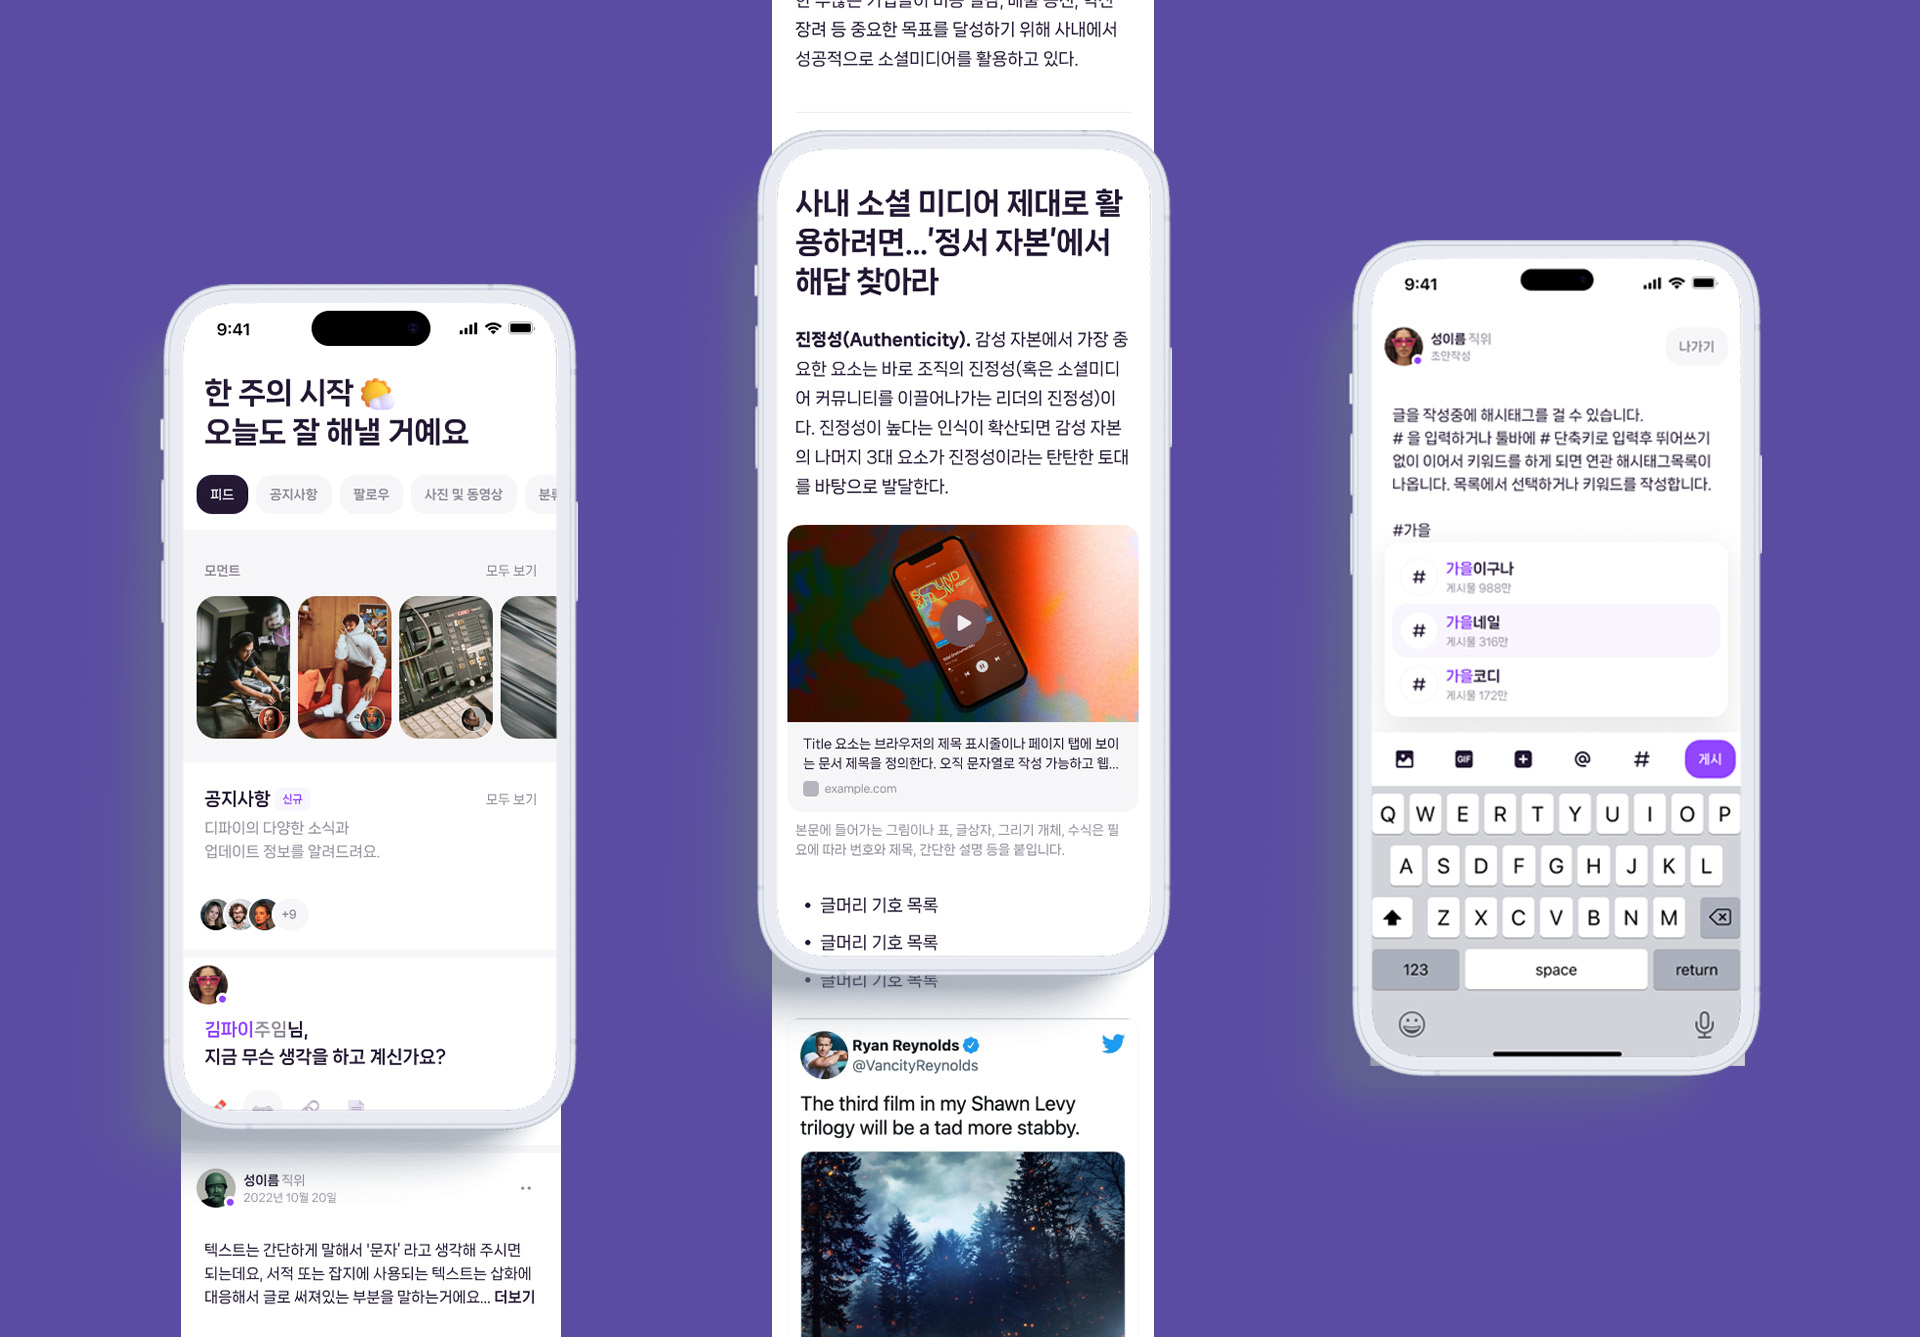 9:41
한 주의 시작
오늘도 잘 해낼 거예요
피드
공지사항
팔로우
사진 및 동영상
모먼트
모두 보기
공지사항 신규
모두 보기
디파이의 다양한 소식과
업데이트 정보를 알려드려요.
+9
김파이주임님,
지금 무슨 생각을 하고 계신가요?
성이름 직위
2022년 10월 20일
텍스트는 간단하게 말해서 '문자' 라고 생각해 주시면
되는데요, 서적 또는 잡지에 사용되는 텍스트는 삽화에
대응해서 글로 써져있는 부분을 말하는거에요... 더보기
장려 등 중요한 목표를 달성하기 위해 사내에서
성공적으로 소셜미디어를 활용하고 있다.
사내 소셜 미디어 제대로 활
용하려면...'정서 자본'에서
해답 찾아라
진정성(Authenticity). 감성 자본에서 가장 중
요한 요소는 바로 조직의 진정성(혹은 소셜미디
어 커뮤니티를 이끌어나가는 리더의 진정성)이
다. 진정성이 높다는 인식이 확산되면 감성 자본
의 나머지 3대 요소가 진정성이라는 탄탄한 토대
를 바탕으로 발달한다.
Title 요소는 브라우저의 제목 표시줄이나 페이지 탭에 보이
는 문서 제목을 정의한다. 오직 문자열로 작성 가능하고 웹...
example.com
본문에 들어가는 그림이나 표, 글상자, 그리기 개체, 수식은 필
요에 따라 번호와 제목, 간단한 설명 등을 붙입니다.
• 글머리 기호 목록
• 글머리 기호 목록
• 글머리 기호 목록
Ryan Reynolds
@VancityReynolds
The third film in my Shawn Levy
trilogy will be a tad more stabby.
9:41
성이름 직위
초안작성
나가기
글을 작성중에 해시태그를 걸 수 있습니다.
# 을 입력하거나 툴바에 # 단축키로 입력후 뛰어쓰기
없이 이어서 키워드를 하게 되면 연관 해시태그목록이
나옵니다. 목록에서 선택하거나 키워드를 작성합니다.
#가을
# 가을이구나
게시물 988만
# 가을네일
게시물 316만
# 가을코디
게시물 172만
GIF @ # 게시
Q W E R T Y U I O P
A S D F G H J K L
Z X C V B N M
123 space return